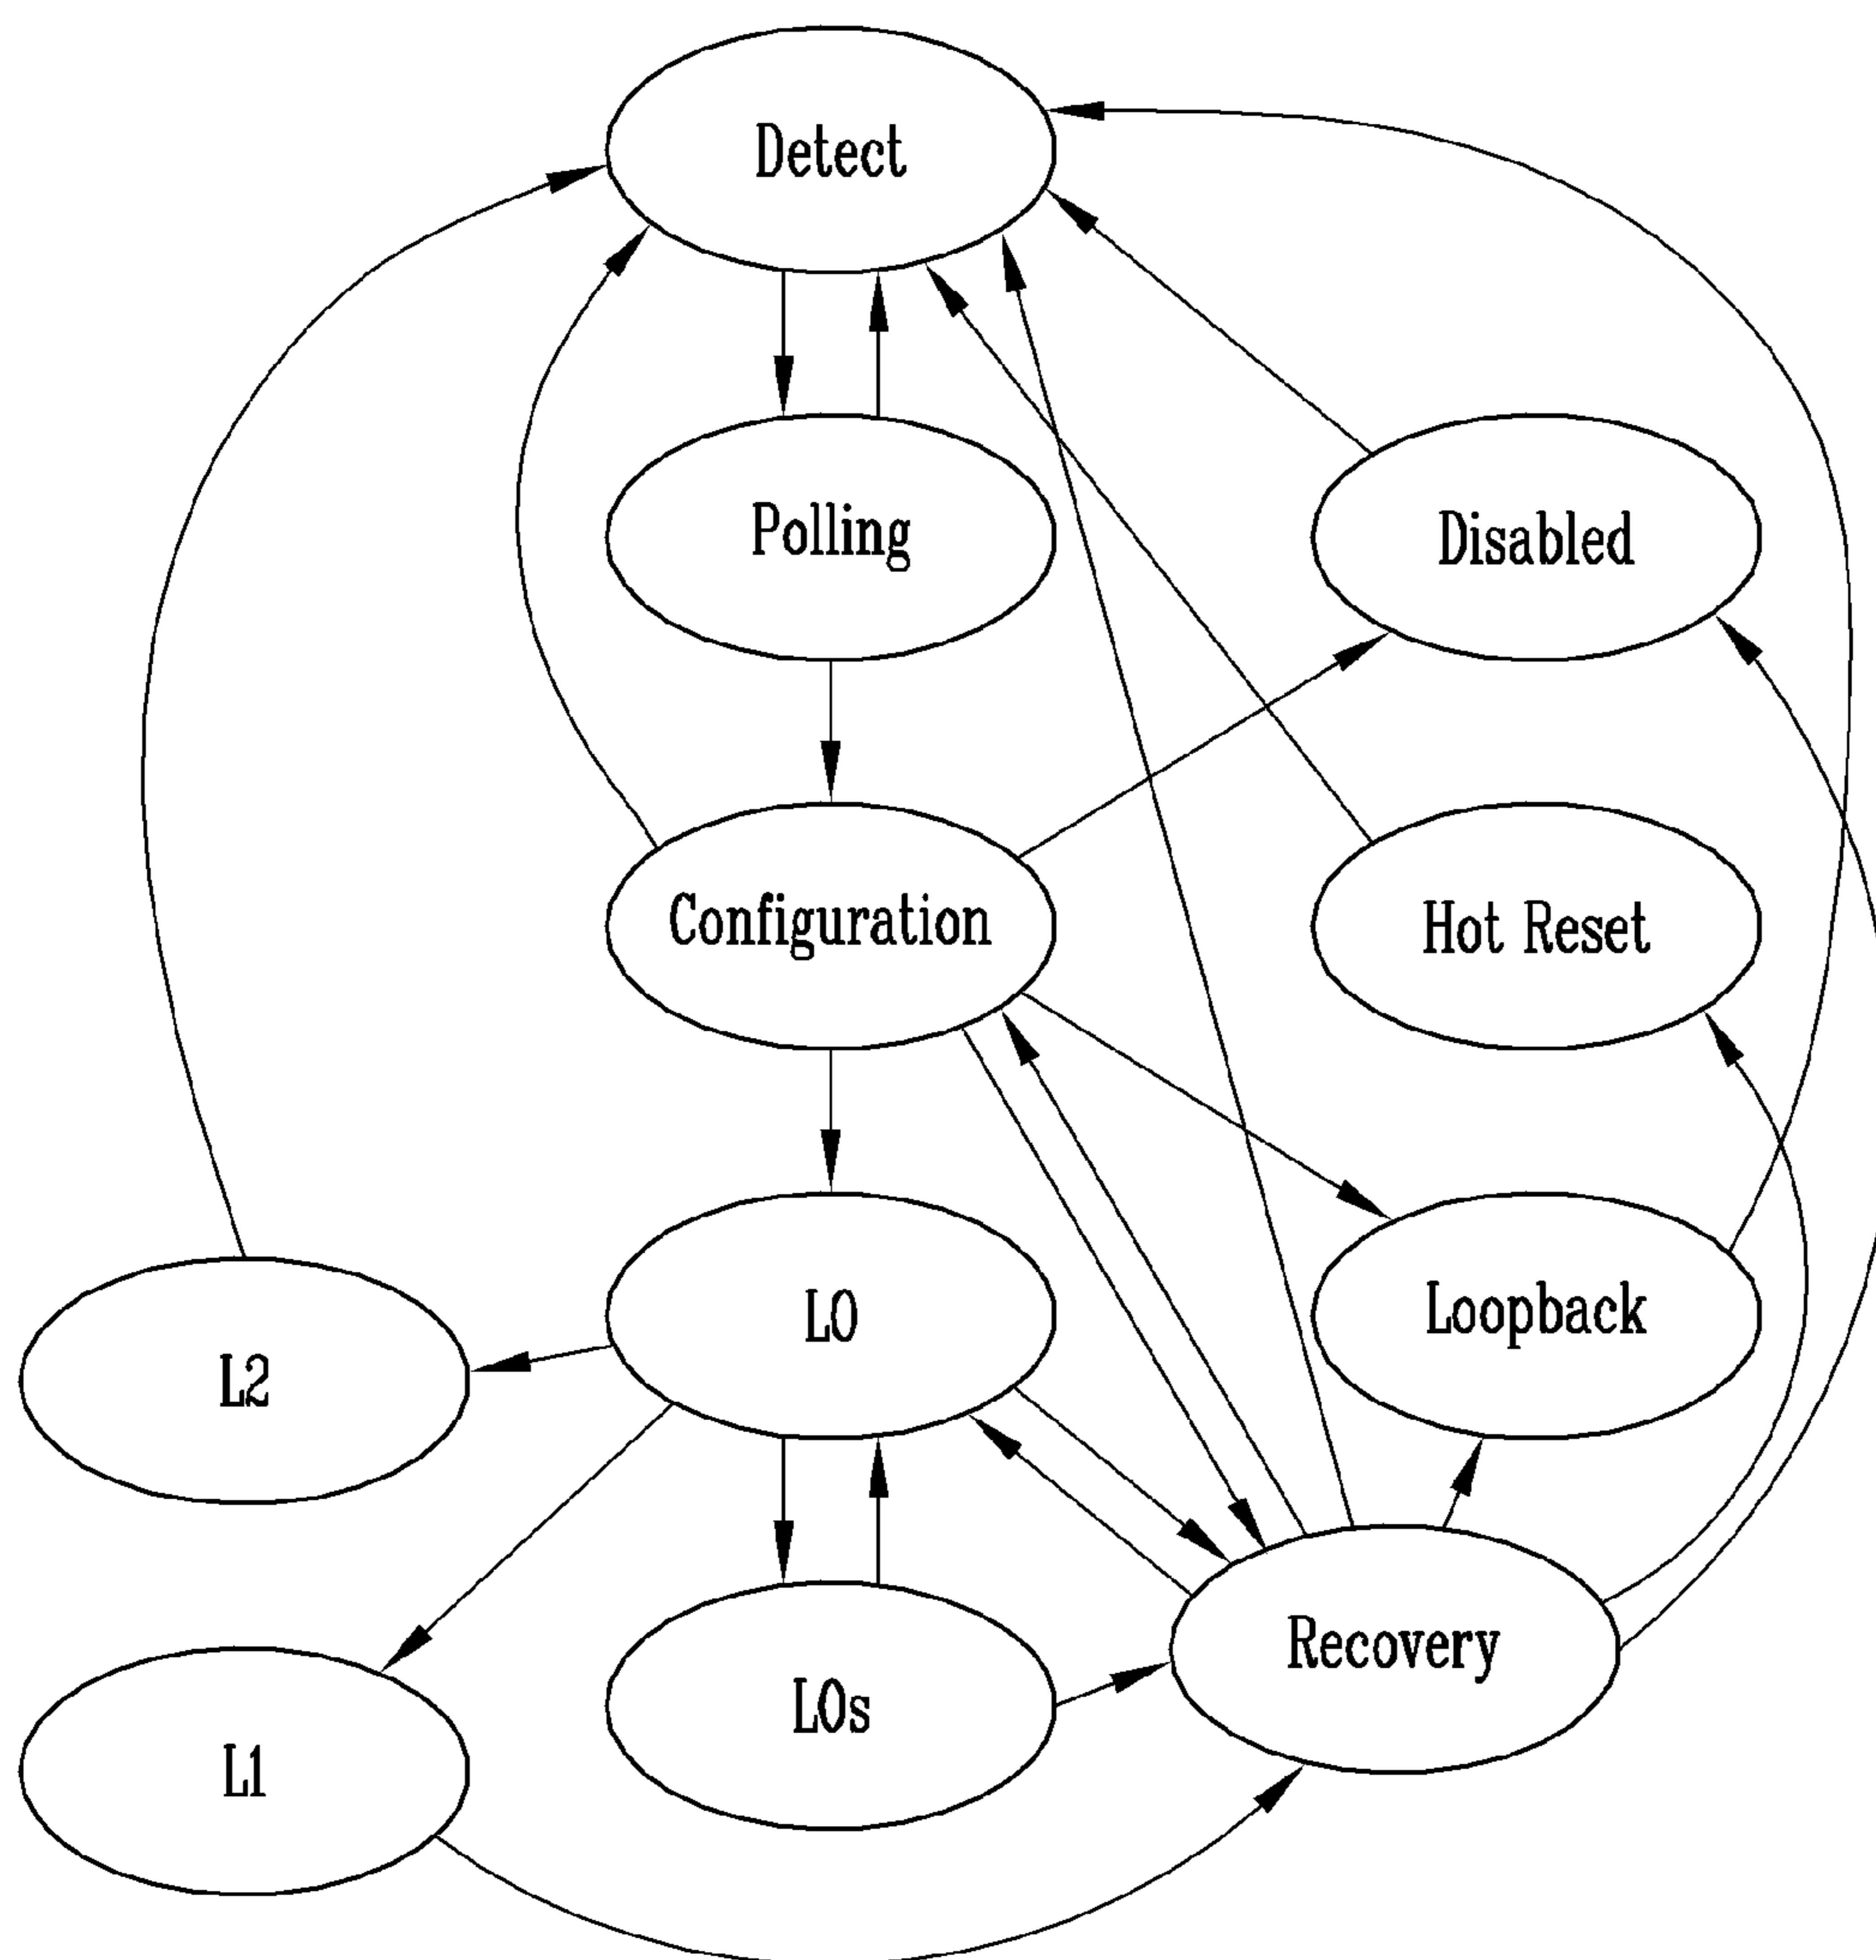 Detect
Polling
Disabled
Configuration
Hot Reset
L0
Loopback
L2
Recovery
L0s
L1